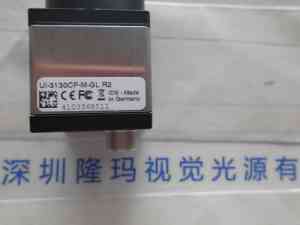 UI-3130CP-M-GL R2
CE FC IDS - Made
in Germany
4103368511
深圳隆玛视觉光源有